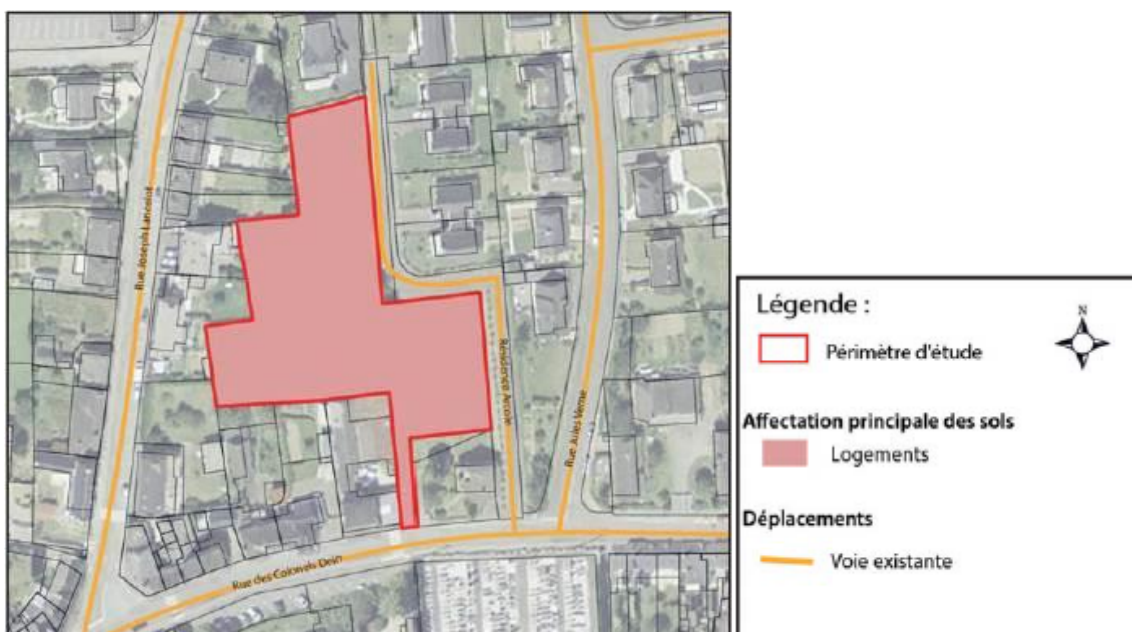 Rue Joseph Lancelot
Résidence Arcole
Rue Jules Verne
Rue des Colonels Dein
Légende :
N
Périmètre d'étude
Affectation principale des sols
Logements
Déplacements
Voie existante